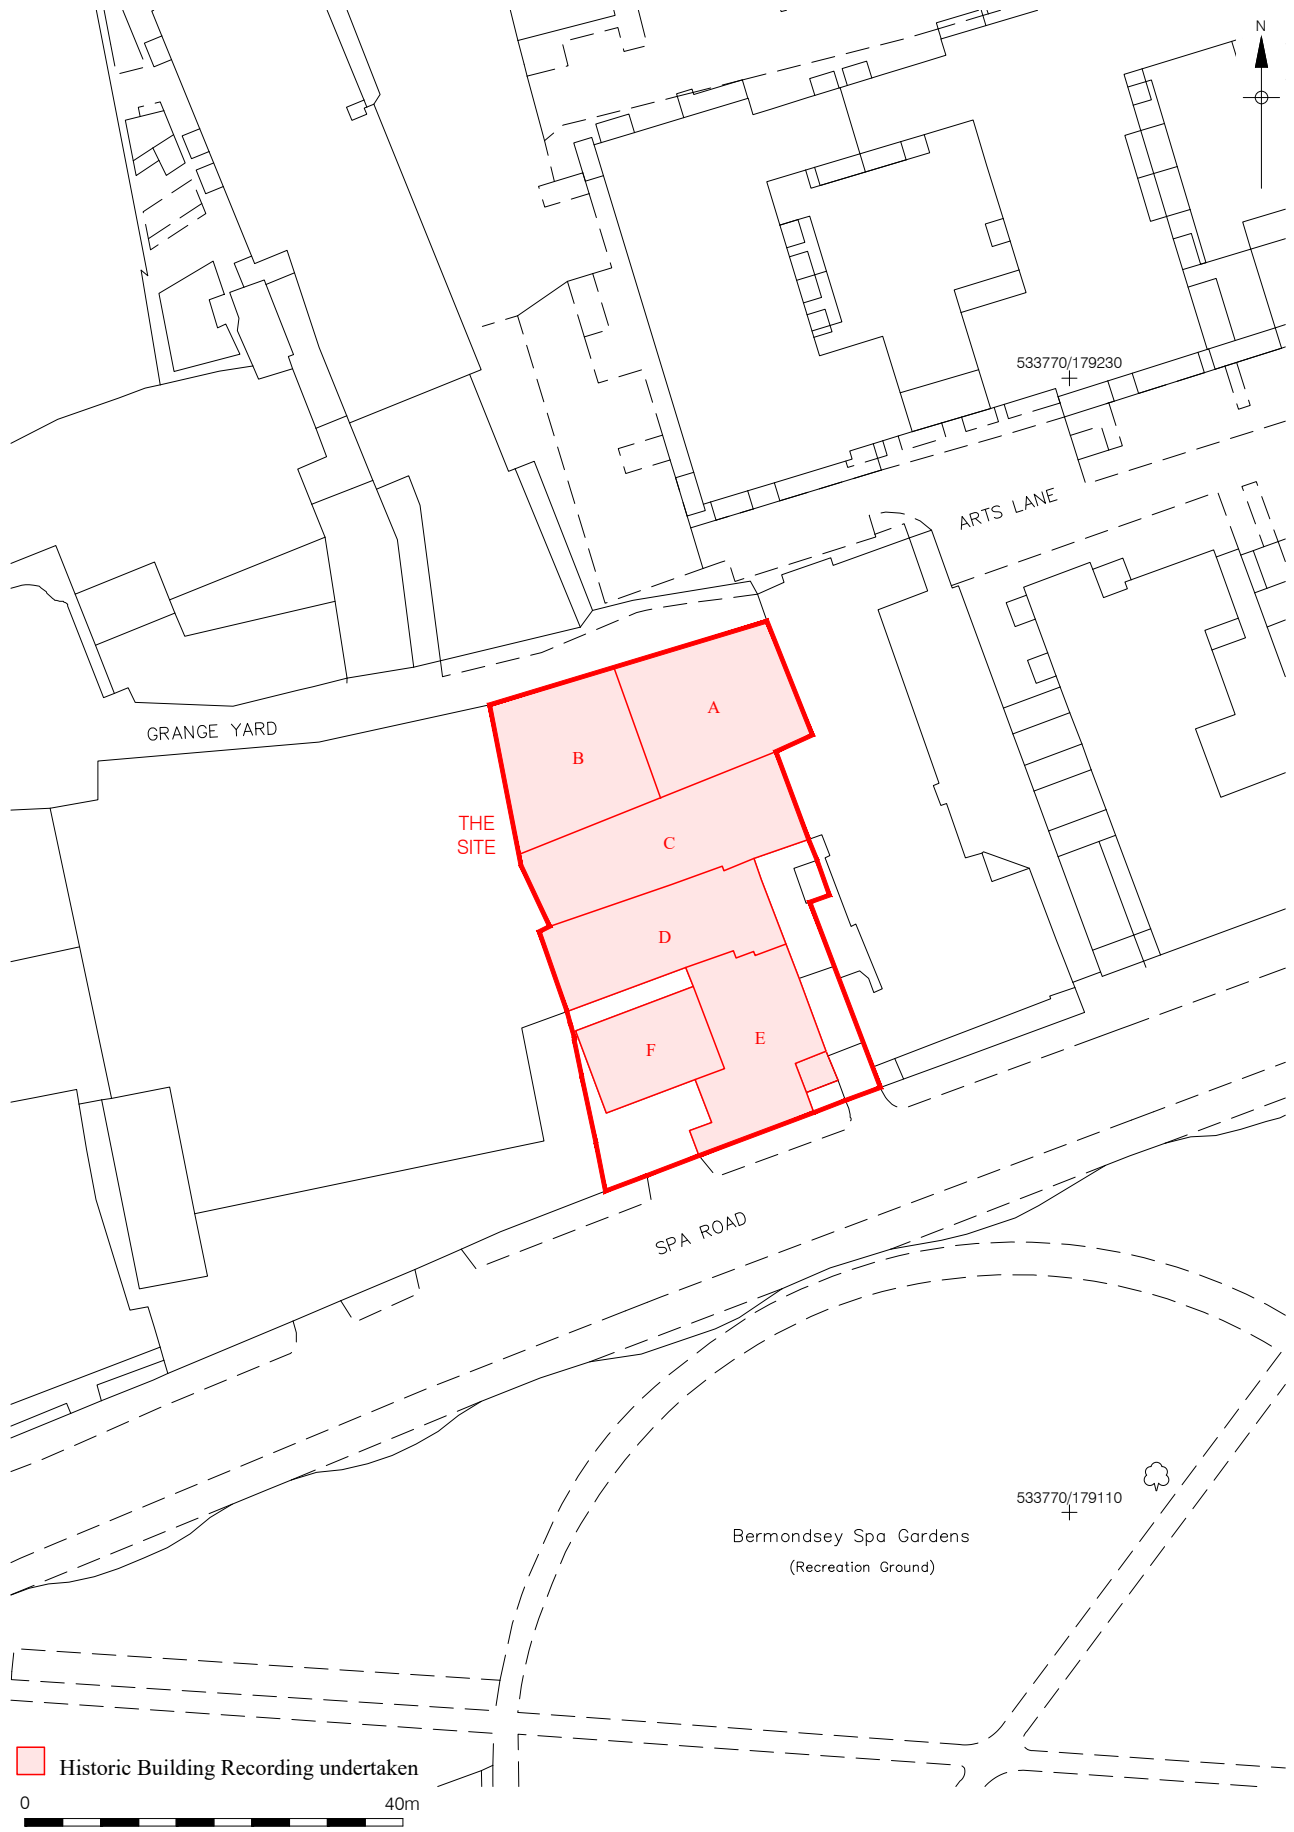 N
533770/179230
ARTS LANE
GRANGE YARD
A
B
THE
SITE
C
D
F
E
SPA ROAD
533770/179110
Bermondsey Spa Gardens
(Recreation Ground)
Historic Building Recording undertaken
0 40m